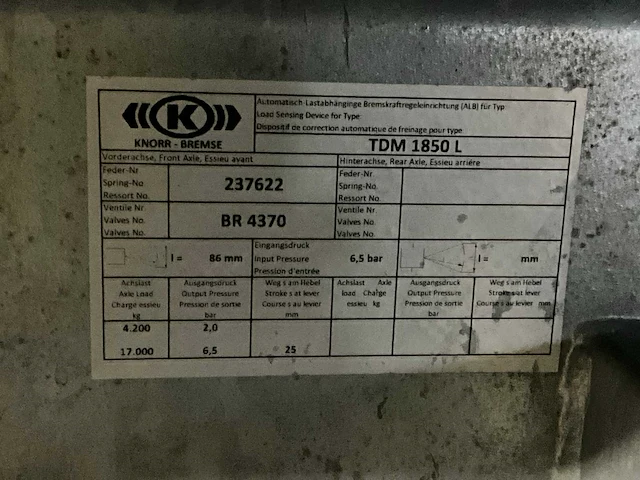 Automatisch-Lastabhänginge Bremskraftregeleinrichtung (ALB) für Typ
Load Sensing Device for Type
Dispositif de correction automatique de freinage pour type
K
KNORR - BREMSE
TDM 1850 L
Vorderachse, Front Axle, Essieu avant
Hinterachse, Rear Axle, Essieu arriére
Feder-Nr
Spring-No.
Ressort No.
237622
Feder-Nr
Spring-No.
Ressort No.
Ventile Nr.
Valves No.
Valves No.
BR 4370
Ventile Nr.
Valves No.
Valves No.
l = 86 mm
Eingangsdruck
Input Pressure
Pression d'entrée
6,5 bar
l = mm
Achslast
Axle Load
Charge essieu
kg
Ausgangsdruck
Output Pressure
Pression de sortie
bar
Weg s am Hebel
Stroke s at lever
Course s au levier
mm
Achslast Axle
load Charge
essieu kg
Ausgangsdruck
Output Pressure
Pression de sortie
bar
Weg s am Hebel
Stroke s at lever
Course s au levier mm
4.200 2,0
17.000 6,5 25